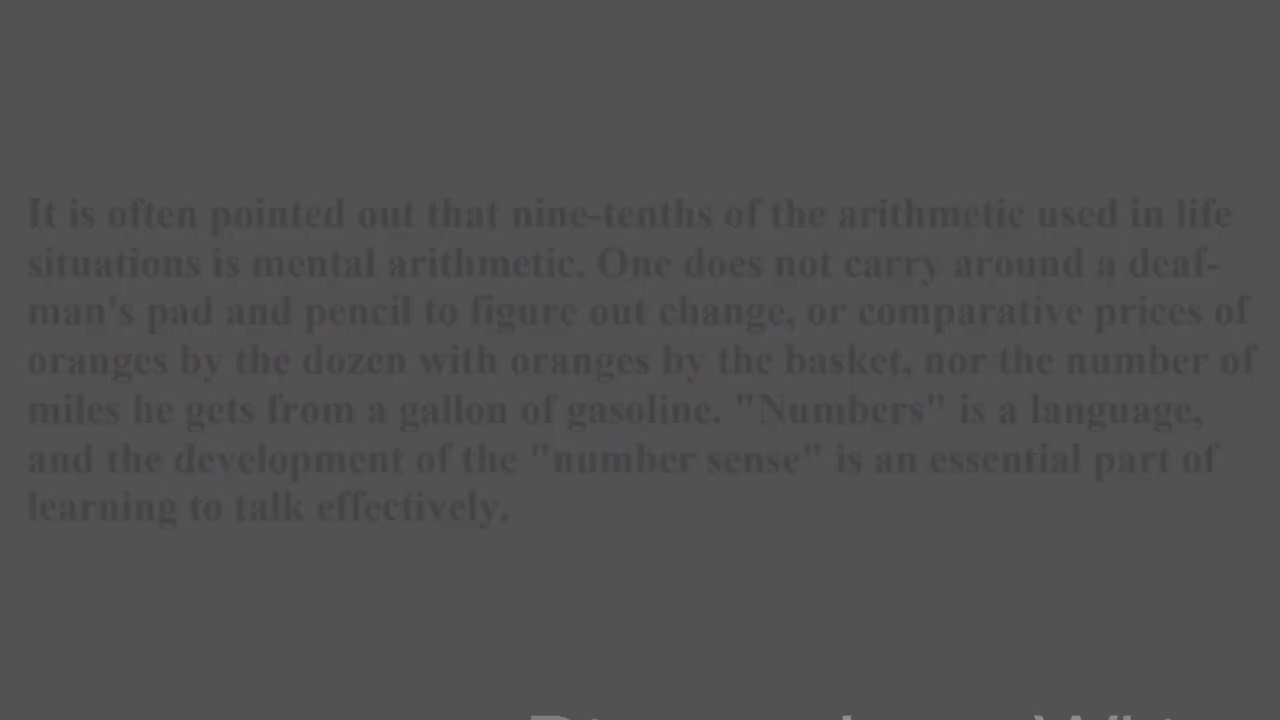 It is often pointed out that nine-tenths of the arithmetic used in life
situations is mental arithmetic. One does not carry around a deaf-
man's pad and pencil to figure out change, or comparative prices of
oranges by the dozen with oranges by the basket, nor the number of
miles he gets from a gallon of gasoline. "Numbers" is a language,
and the development of the "number sense" is an essential part of
learning to talk effectively.